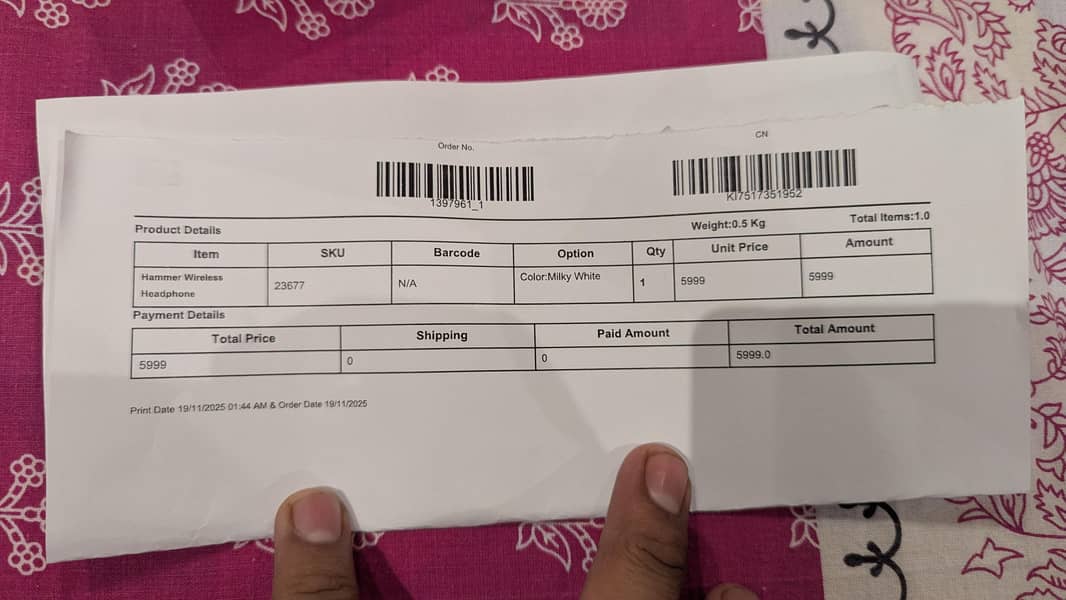 Order No.
1397961_1
CN
KI7517351952
Product Details
Weight:0.5 Kg
Total Items:1.0
Item SKU Barcode Option Qty Unit Price Amount
Hammer Wireless
Headphone
23677 N/A Color:Milky White 1 5999 5999
Payment Details
Total Price Shipping Paid Amount Total Amount
5999 0 0 5999.0
Print Date 19/11/2025 01:44 AM & Order Date 19/11/2025